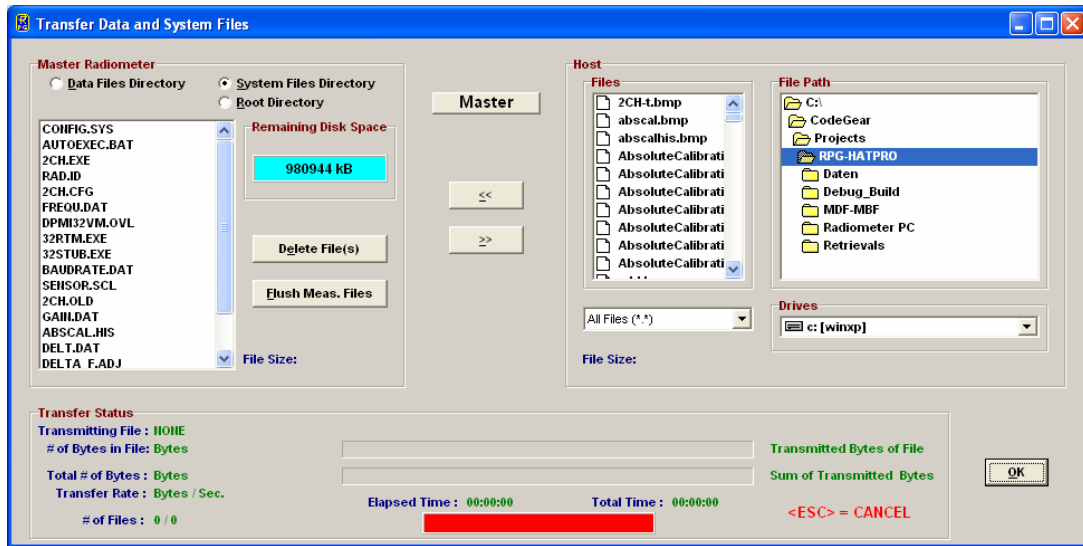 Transfer Data and System Files
Master Radiometer
Data Files Directory
System Files Directory
Root Directory
CONFIG.SYS
AUTOEXEC.BAT
2CH.EXE
RAD.ID
2CH.CFG
FREQU.DAT
DPMI32VM.OVL
32RTM.EXE
32STUB.EXE
BAUDRATE.DAT
SENSOR.SCL
2CH.OLD
GAIN.DAT
ABSCAL.HIS
DELT.DAT
DELTA_F.ADJ
Remaining Disk Space
980944 kB
Delete File(s)
Flush Meas. Files
File Size:
Master
<<
>>
Host
Files
2CH-t.bmp
abscal.bmp
abscalhis.bmp
AbsoluteCalibrati
AbsoluteCalibrati
AbsoluteCalibrati
AbsoluteCalibrati
AbsoluteCalibrati
AbsoluteCalibrati
AbsoluteCalibrati
All Files (*.*)
File Size:
File Path
C:\
CodeGear
Projects
RPG-HATPRO
Daten
Debug_Build
MDF-MBF
Radiometer PC
Retrievals
Drives
c: [winxp]
Transfer Status
Transmitting File : NONE
# of Bytes in File: Bytes
Transmitted Bytes of File
Total # of Bytes : Bytes
Sum of Transmitted Bytes
Transfer Rate : Bytes / Sec.
Elapsed Time : 00:00:00
Total Time : 00:00:00
# of Files : 0 / 0
<ESC> = CANCEL
OK